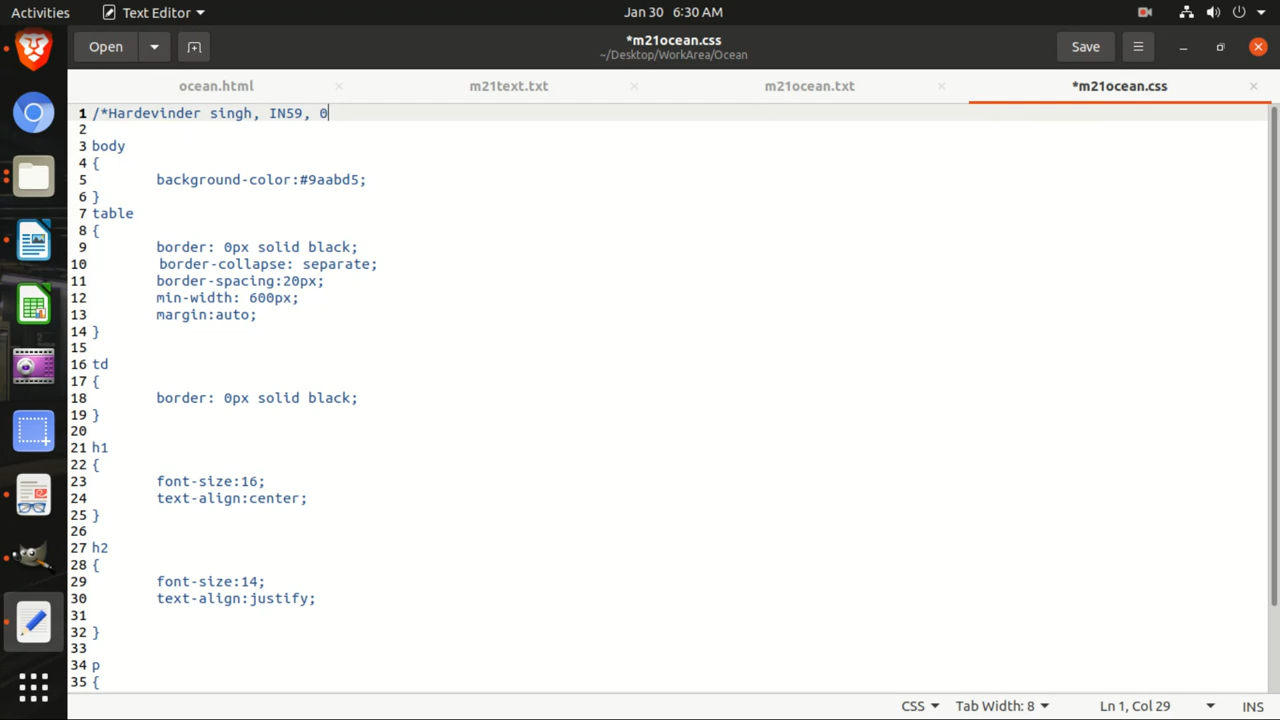 Activities
Text Editor
Jan 30 6:30 AM
Open
*m21ocean.css
~/Desktop/WorkArea/Ocean
Save
ocean.html
m21text.txt
m21ocean.txt
*m21ocean.css
1 /*Hardevinder singh, IN59, 0
2
3 body
4 {
5 background-color:#9aabd5;
6 }
7 table
8 {
9 border: 0px solid black;
10 border-collapse: separate;
11 border-spacing:20px;
12 min-width: 600px;
13 margin:auto;
14 }
15
16 td
17 {
18 border: 0px solid black;
19 }
20
21 h1
22 {
23 font-size:16;
24 text-align:center;
25 }
26
27 h2
28 {
29 font-size:14;
30 text-align:justify;
31
32 }
33
34 p
35 {
CSS
Tab Width: 8
Ln 1, Col 29
INS